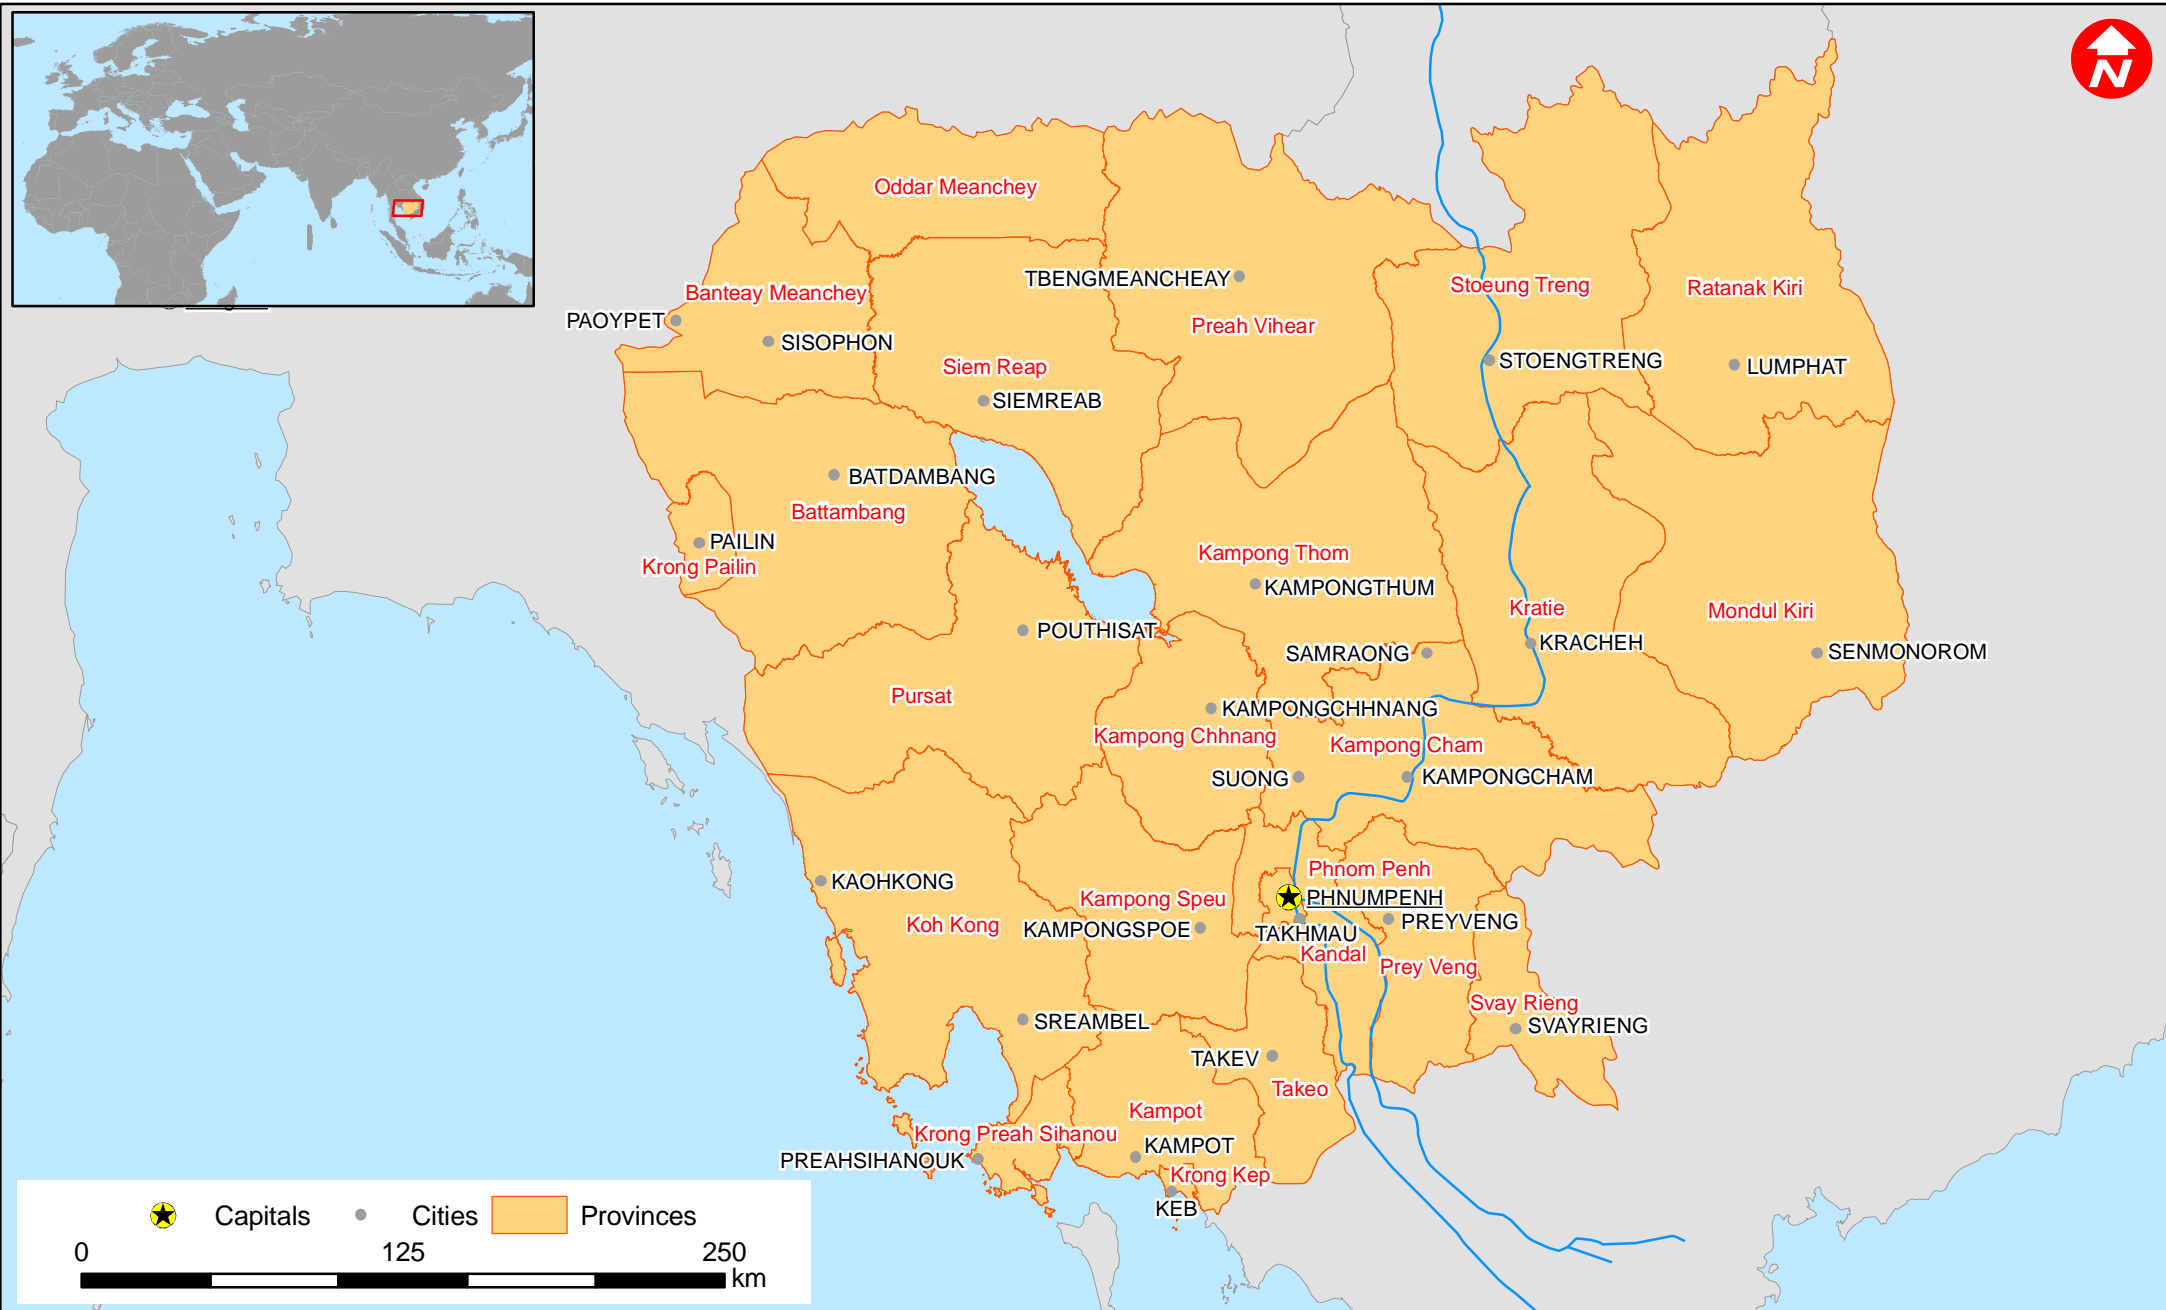 N
Oddar Meanchey
TBENGMEANCHEAY
Stoeung Treng
Ratanak Kiri
Banteay Meanchey
PAOYPET
Preah Vihear
SISOPHON
STOENGTRENG
LUMPHAT
Siem Reap
SIEMREAB
BATDAMBANG
Battambang
PAILIN
Krong Pailin
Kampong Thom
KAMPONGTHUM
Kratie
Mondul Kiri
POUTHISAT
KRACHEH
SAMRAONG
SENMONOROM
Pursat
KAMPONGCHHNANG
Kampong Chhnang
Kampong Cham
SUONG
KAMPONGCHAM
Phnom Penh
KAOHKONG
Kampong Speu
PHNUMPENH
Koh Kong
KAMPONGSPOE
TAKHMAU
PREYVENG
Kandal
Prey Veng
Svay Rieng
SREAMBEL
SVAYRIENG
TAKEV
Takeo
Kampot
Krong Preah Sihanou
KAMPOT
PREAHSIHANOUK
Krong Kep
KEB
Capitals
Cities
Provinces
0 125 250
km